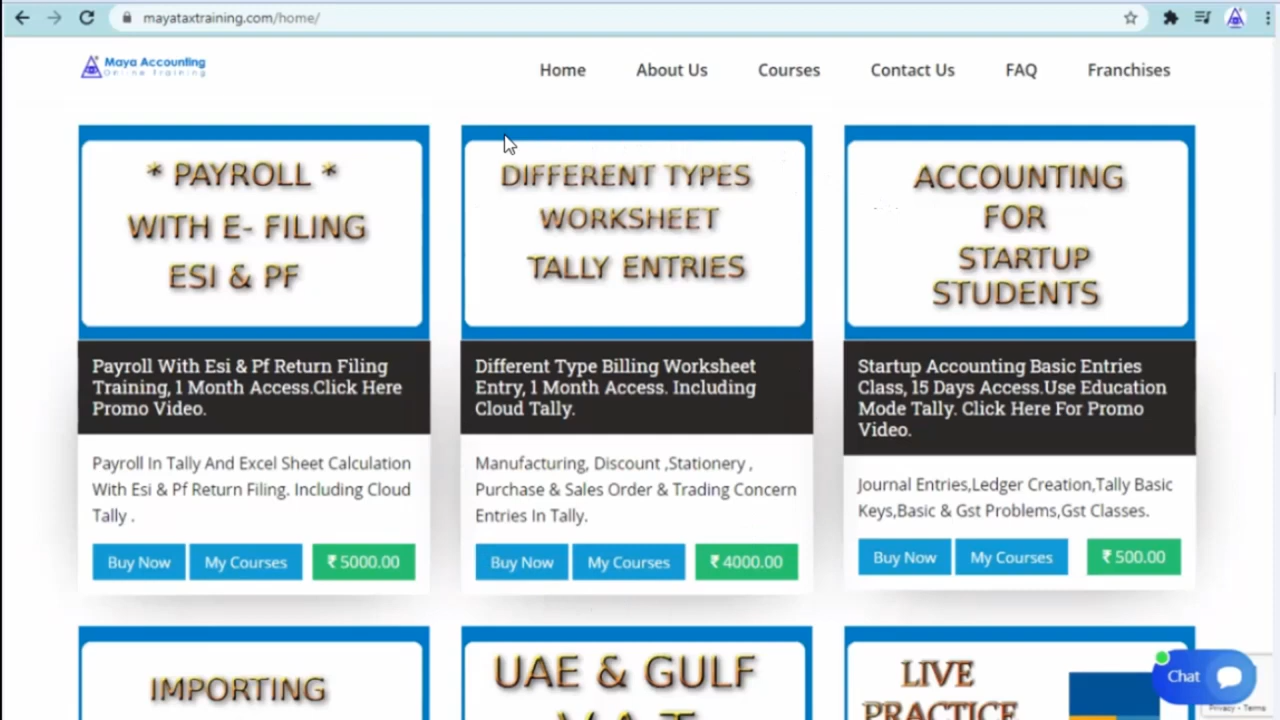 mayataxtraining.com/home/
Maya Accounting
Online Training
Home About Us Courses Contact Us FAQ Franchises
* PAYROLL *
WITH E- FILING
ESI & PF
Payroll With Esi & Pf Return Filing
Training, 1 Month Access.Click Here
Promo Video.
Payroll In Tally And Excel Sheet Calculation
With Esi & Pf Return Filing. Including Cloud
Tally .
Buy Now My Courses ₹ 5000.00
DIFFERENT TYPES
WORKSHEET
TALLY ENTRIES
Different Type Billing Worksheet
Entry, 1 Month Access. Including
Cloud Tally.
Manufacturing, Discount ,Stationery ,
Purchase & Sales Order & Trading Concern
Entries In Tally.
Buy Now My Courses ₹ 4000.00
ACCOUNTING
FOR
STARTUP
STUDENTS
Startup Accounting Basic Entries
Class, 15 Days Access.Use Education
Mode Tally. Click Here For Promo
Video.
Journal Entries,Ledger Creation,Tally Basic
Keys,Basic & Gst Problems,Gst Classes.
Buy Now My Courses ₹ 500.00
IMPORTING
UAE & GULF
VAT
LIVE
PRACTICE
Chat
Privacy - Terms